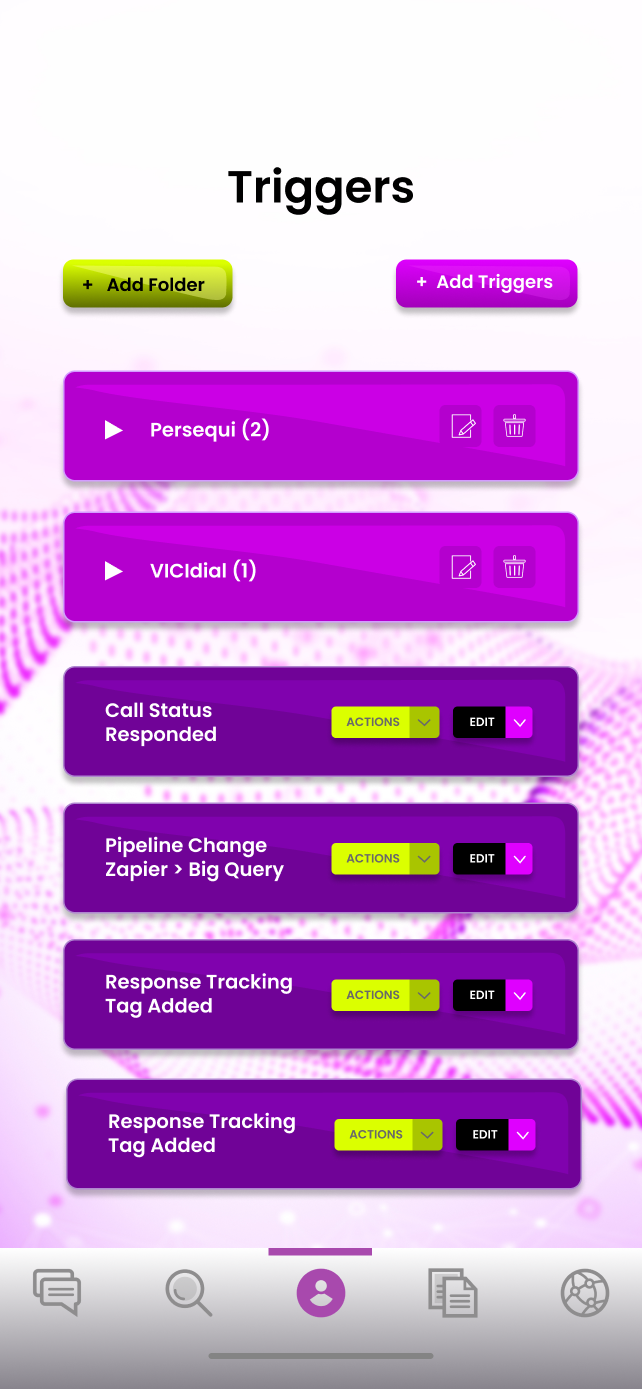 Triggers
+ Add Folder
+ Add Triggers
Persequi (2)
VICIdial (1)
Call Status
Responded
ACTIONS
EDIT
Pipeline Change
Zapier > Big Query
ACTIONS
EDIT
Response Tracking
Tag Added
ACTIONS
EDIT
Response Tracking
Tag Added
ACTIONS
EDIT